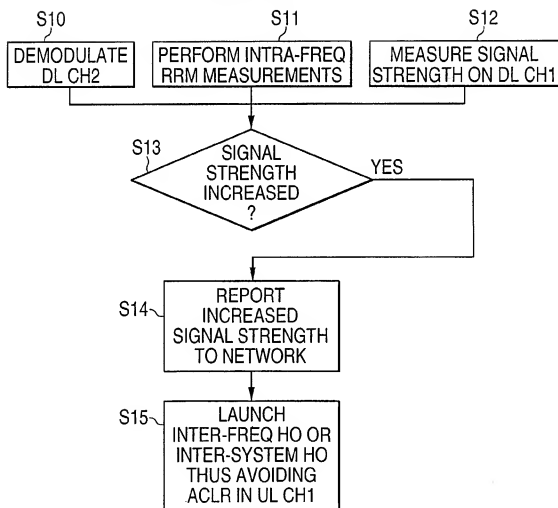 S10
DEMODULATE
DL CH2
S11
PERFORM INTRA-FREQ
RRM MEASUREMENTS
S12
MEASURE SIGNAL
STRENGTH ON DL CH1
S13
SIGNAL
STRENGTH
INCREASED
?
YES
S14
REPORT
INCREASED
SIGNAL STRENGTH
TO NETWORK
S15
LAUNCH
INTER-FREQ HO OR
INTER-SYSTEM HO
THUS AVOIDING
ACLR IN UL CH1